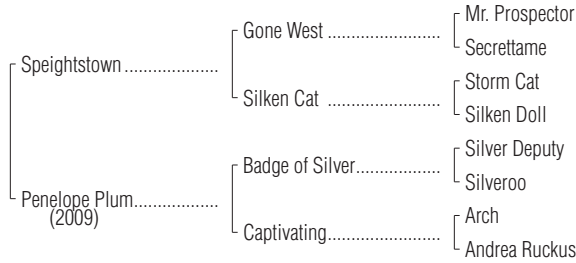 Mr. Prospector
Gone West ........................
Secrettame
Speightstown ....................
Storm Cat
Silken Cat ........................
Silken Doll
Silver Deputy
Badge of Silver..................
Silveroo
Penelope Plum..................
(2009)
Arch
Captivating........................
Andrea Ruckus